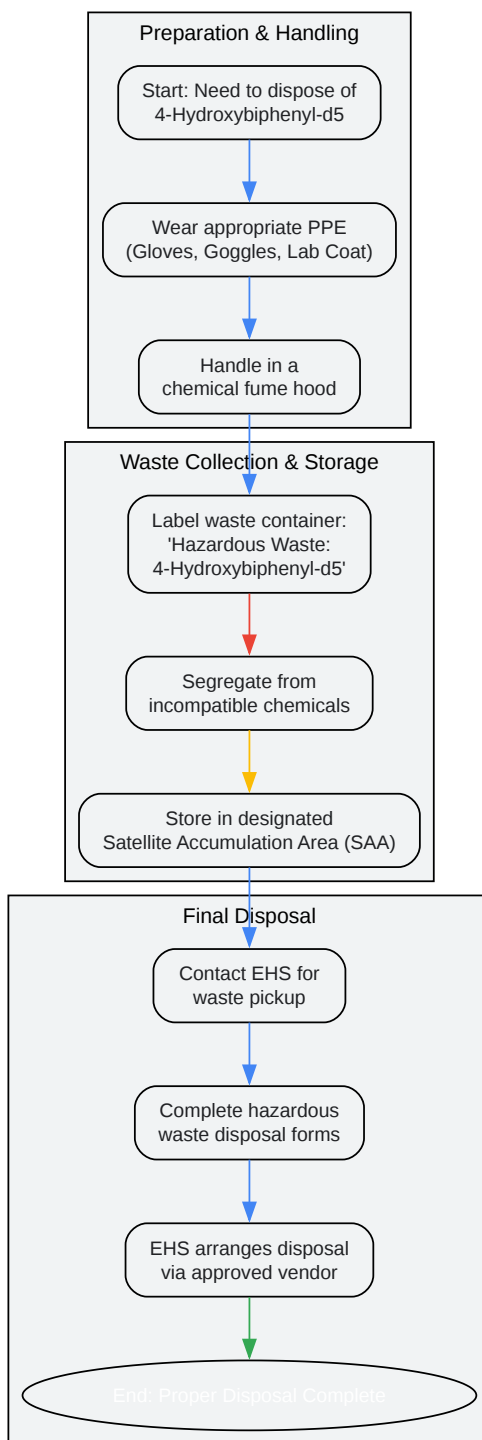 Preparation & Handling
Start: Need to dispose of
4-Hydroxybiphenyl-d5
Wear appropriate PPE
(Gloves, Goggles, Lab Coat)
Handle in a
chemical fume hood
Waste Collection & Storage
Label waste container:
'Hazardous Waste:
4-Hydroxybiphenyl-d5'
Segregate from
incompatible chemicals
Store in designated
Satellite Accumulation Area (SAA)
Final Disposal
Contact EHS for
waste pickup
Complete hazardous
waste disposal forms
EHS arranges disposal
via approved vendor
End: Proper Disposal Complete